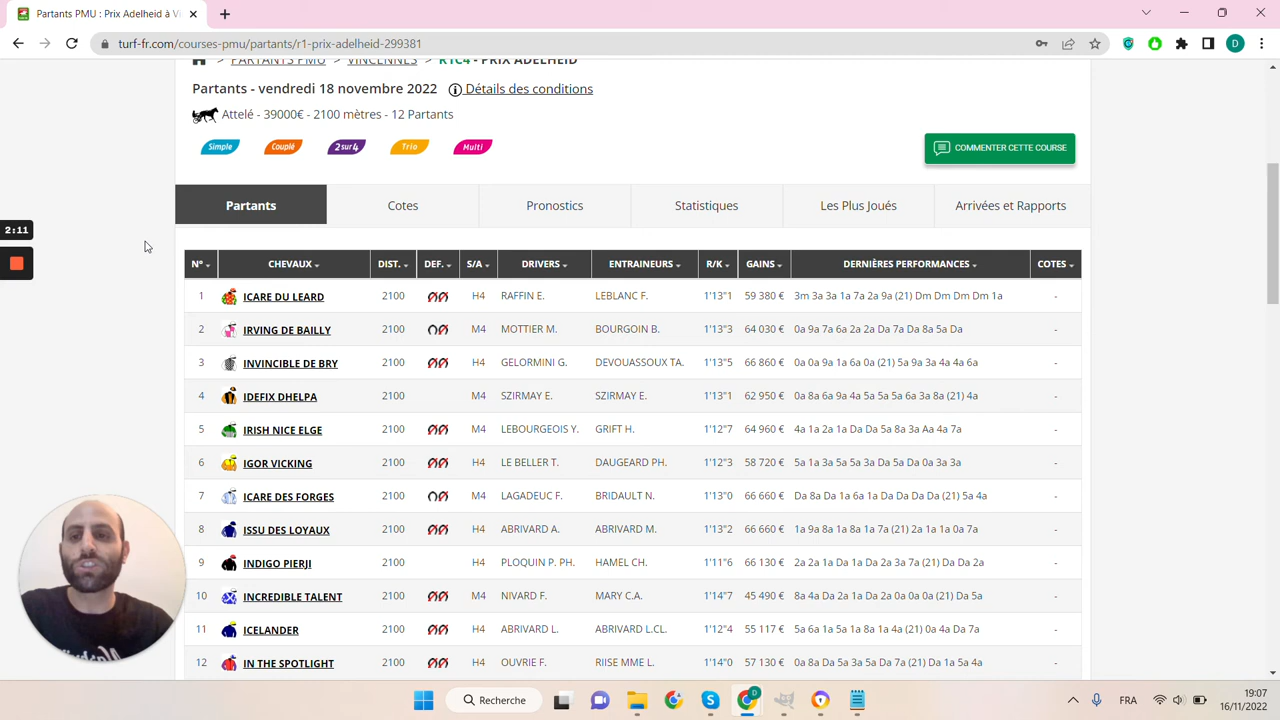 Partants PMU : Prix Adelheid à Vi
turf-fr.com/courses-pmu/partants/r1-prix-adelheid-299381
D
PARTANTS PMU > VINCENNES > R1C4 - PRIX ADELHEID
Partants - vendredi 18 novembre 2022 Détails des conditions
Attelé - 39000€ - 2100 mètres - 12 Partants
Simple Couplé 2 sur 4 Trio Multi
COMMENTER CETTE COURSE
Partants Cotes Pronostics Statistiques Les Plus Joués Arrivées et Rapports
2:11
N° CHEVAUX DIST. DEF. S/A DRIVERS ENTRAINEURS R/K GAINS DERNIÈRES PERFORMANCES COTES
1 ICARE DU LEARD 2100 H4 RAFFIN E. LEBLANC F. 1'13"1 59 380 € 3m 3a 3a 1a 7a 2a 9a (21) Dm Dm Dm Dm 1a -
2 IRVING DE BAILLY 2100 M4 MOTTIER M. BOURGOIN B. 1'13"3 64 030 € 0a 9a 7a 6a 2a 2a Da 7a Da 3a 5a Da -
3 INVINCIBLE DE BRY 2100 H4 GELORMINI G. DEVOUASSOUX TA. 1'13"5 66 860 € 0a 0a 9a 1a 6a 0a (21) 5a 9a 3a 4a 4a 6a -
4 IDEFIX DHELPA 2100 M4 SZIRMAY E. SZIRMAY E. 1'13"1 62 950 € 0a 8a 6a 9a 4a 5a 5a 5a 6a 3a 8a (21) 4a -
5 IRISH NICE ELGE 2100 M4 LEBOURGEOIS Y. GRIFT H. 1'12"7 64 960 € 4a 1a 2a 1a Da Da 5a 8a 3a Aa 4a 7a -
6 IGOR VICKING 2100 H4 LE BELLER T. DAUGEARD PH. 1'12"3 58 720 € 5a 1a 3a 5a 5a 3a Da 5a Da 0a 3a 3a -
7 ICARE DES FORGES 2100 M4 LAGADEUC F. BRIDAULT N. 1'13"0 66 660 € Da 8a Da 1a 6a 1a Da Da Da Da (21) 5a 4a -
8 ISSU DES LOYAUX 2100 H4 ABRIVARD A. ABRIVARD M. 1'13"2 66 660 € 1a 9a 8a 1a 8a 1a 7a (21) 2a 1a 1a 0a 7a -
9 INDIGO PIERJI 2100 H4 PLOQUIN P. PH. HAMEL CH. 1'11"6 66 130 € 2a 2a 1a Da 2a Da 3a 7a (21) Da Da 2a -
10 INCREDIBLE TALENT 2100 M4 NIVARD F. MARY C.A. 1'14"7 45 490 € 8a 4a Da 2a 1a Da 2a 0a 0a 0a (21) Da 5a -
11 ICELANDER 2100 H4 ABRIVARD L. ABRIVARD L.CL. 1'12"4 55 117 € 5a 6a 1a 5a 1a 8a 1a 4a (21) 0a 4a Da 7a -
12 IN THE SPOTLIGHT 2100 H4 OUVRIE F. RIISE MME L. 1'14"0 57 130 € 0a 8a Da 5a 3a 5a Da 7a (21) Da 1a 5a 4a -
Recherche
FRA
19:07
16/11/2022